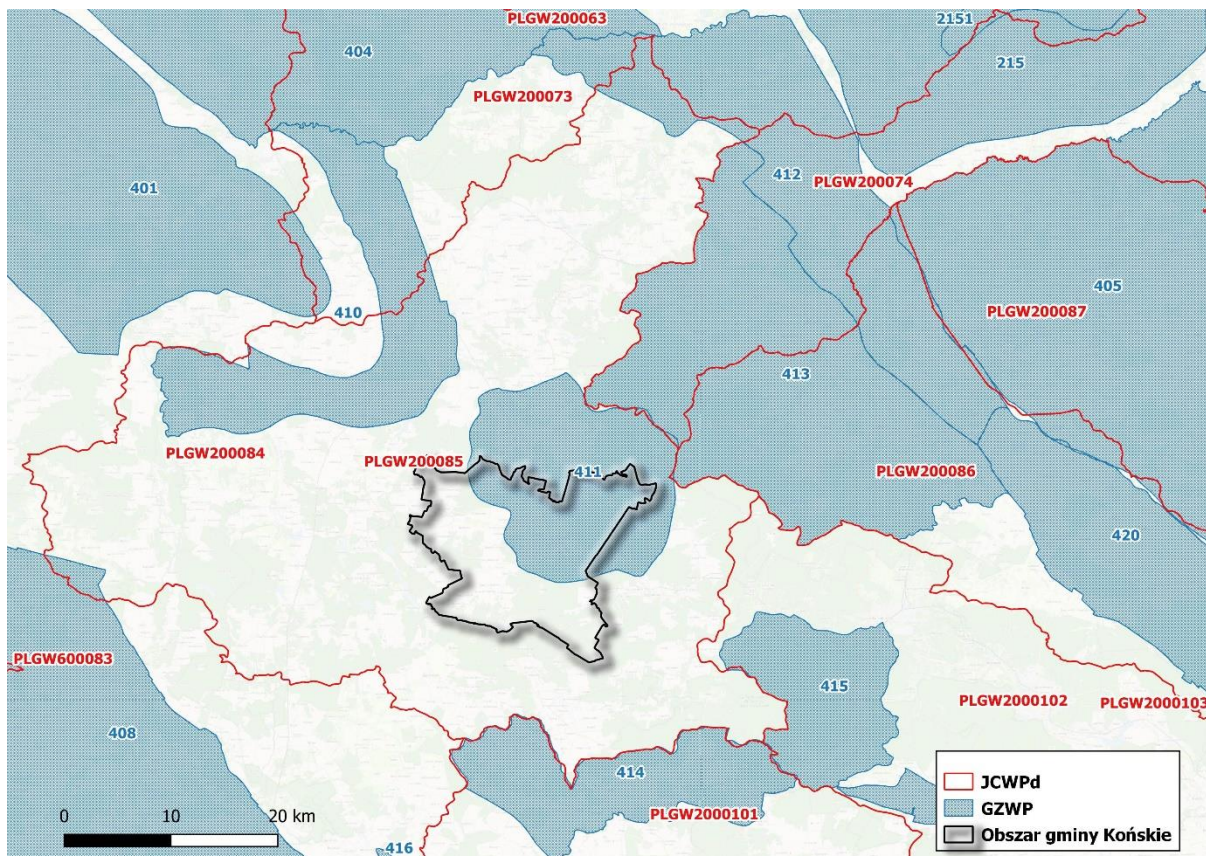 PLGW200063
2151
404
215
PLGW200073
401
412
PLGW200074
405
410
PLGW200087
413
PLGW200084
PLGW200085
411
PLGW200086
420
PLGW600083
415
PLGW2000102
PLGW2000103
408
414
PLGW2000101
416
0 10 20 km
JCWPd
GZWP
Obszar gminy Końskie